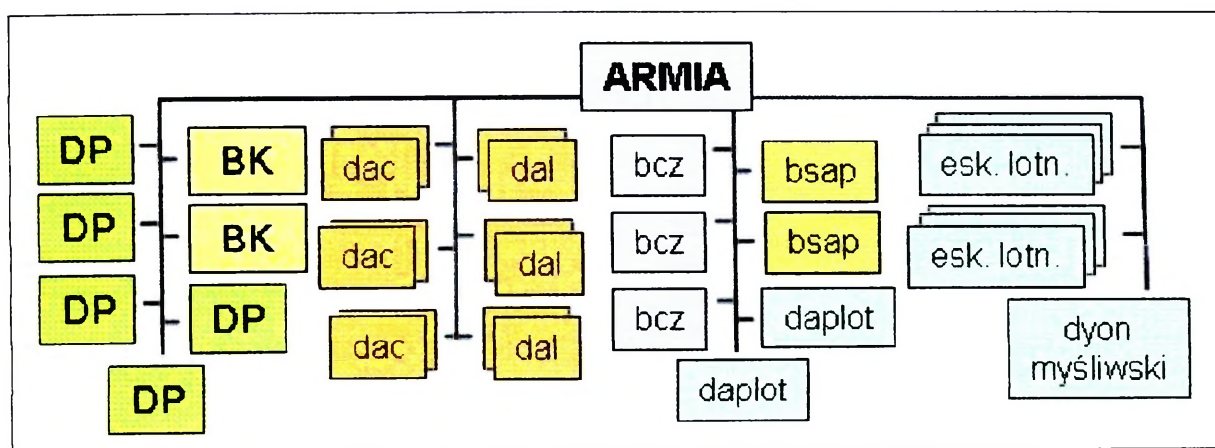 ARMIA
DP
BK
dac
dal
bcz
bsap
esk. lotn.
DP
BK
dac
dal
bcz
bsap
esk. lotn.
DP
DP
dac
dal
bcz
daplot
dyon
myśliwski
DP
daplot